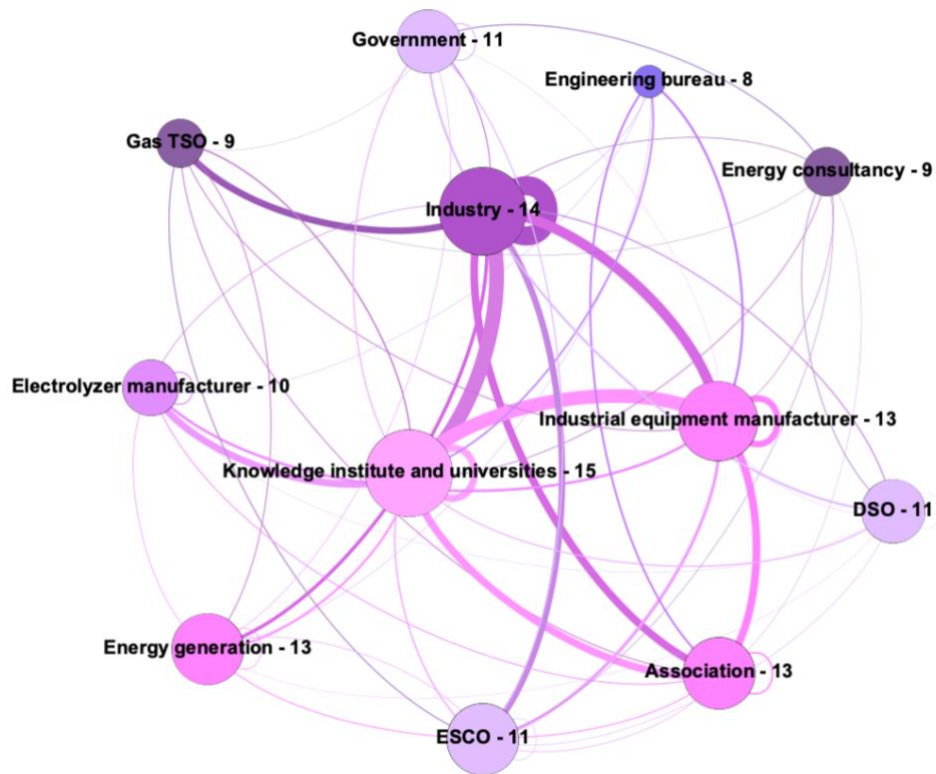 Government - 11
Engineering bureau - 8
Gas TSO - 9
Energy consultancy - 9
Industry - 14
Electrolyzer manufacturer - 10
Industrial equipment manufacturer - 13
Knowledge institute and universities - 15
DSO - 11
Energy generation - 13
Association - 13
ESCO - 11